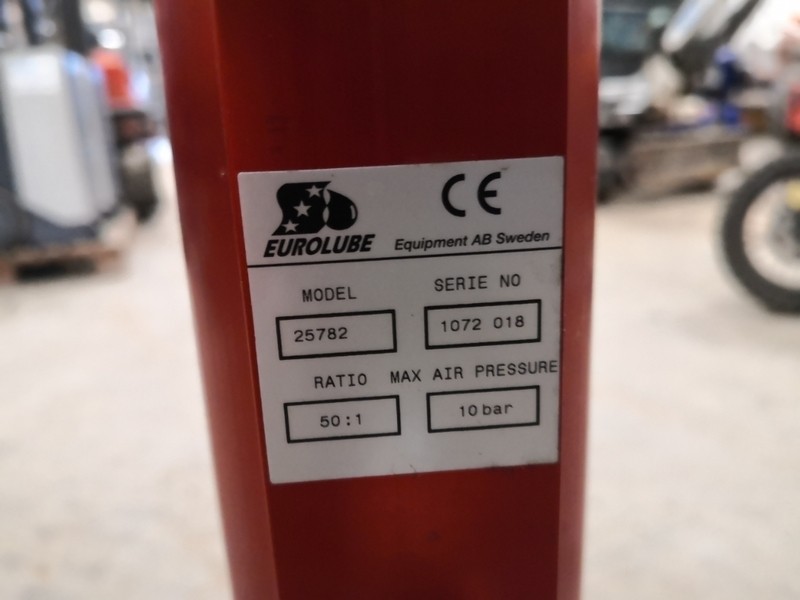 CE
EUROLUBE Equipment AB Sweden
MODEL SERIE NO
25782 1072 018
RATIO MAX AIR PRESSURE
50:1 10 bar